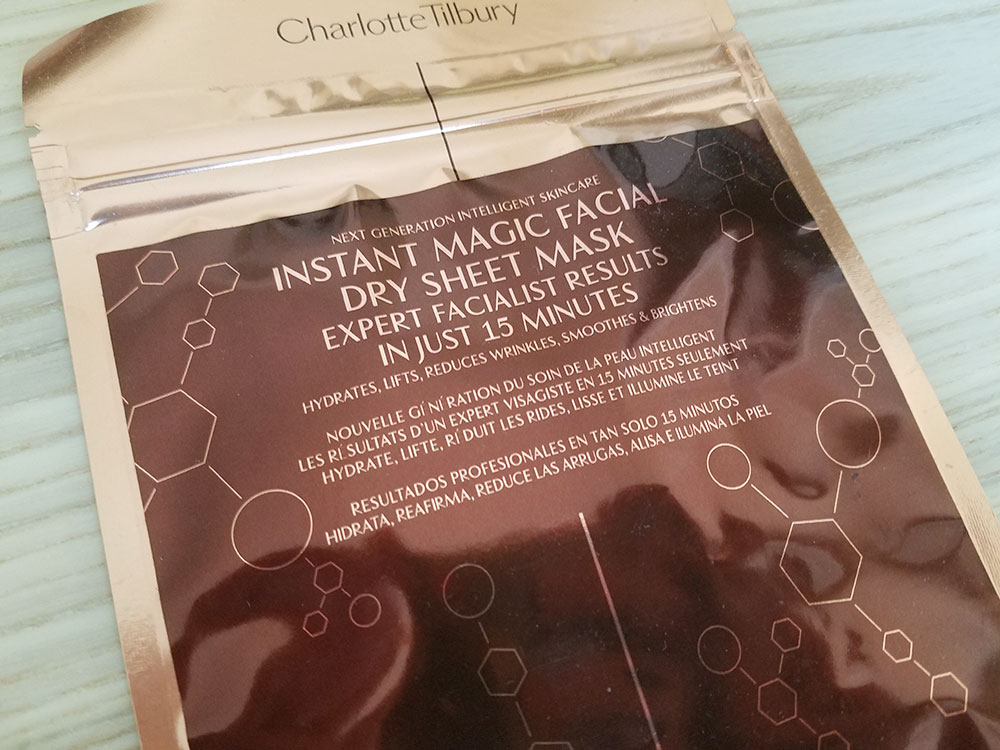 CharlotteTilbury
NEXT GENERATION INTELLIGENT SKINCARE
INSTANT MAGIC FACIAL
DRY SHEET MASK
EXPERT FACIALIST RESULTS
IN JUST 15 MINUTES
HYDRATES, LIFTS, REDUCES WRINKLES, SMOOTHES & BRIGHTENS
NOUVELLE GÍ NÍ RATION DU SOIN DE LA PEAU INTELLIGENT
LES RÍ SULTATS D'UN EXPERT VISAGISTE EN 15 MINUTES SEULEMENT
HYDRATE, LIFTE, RÍ DUIT LES RIDES, LISSE ET ILLUMINE LE TEINT
RESULTADOS PROFESIONALES EN TAN SOLO 15 MINUTOS
HIDRATA, REAFIRMA, REDUCE LAS ARRUGAS, ALISA E ILUMINA LA PIEL